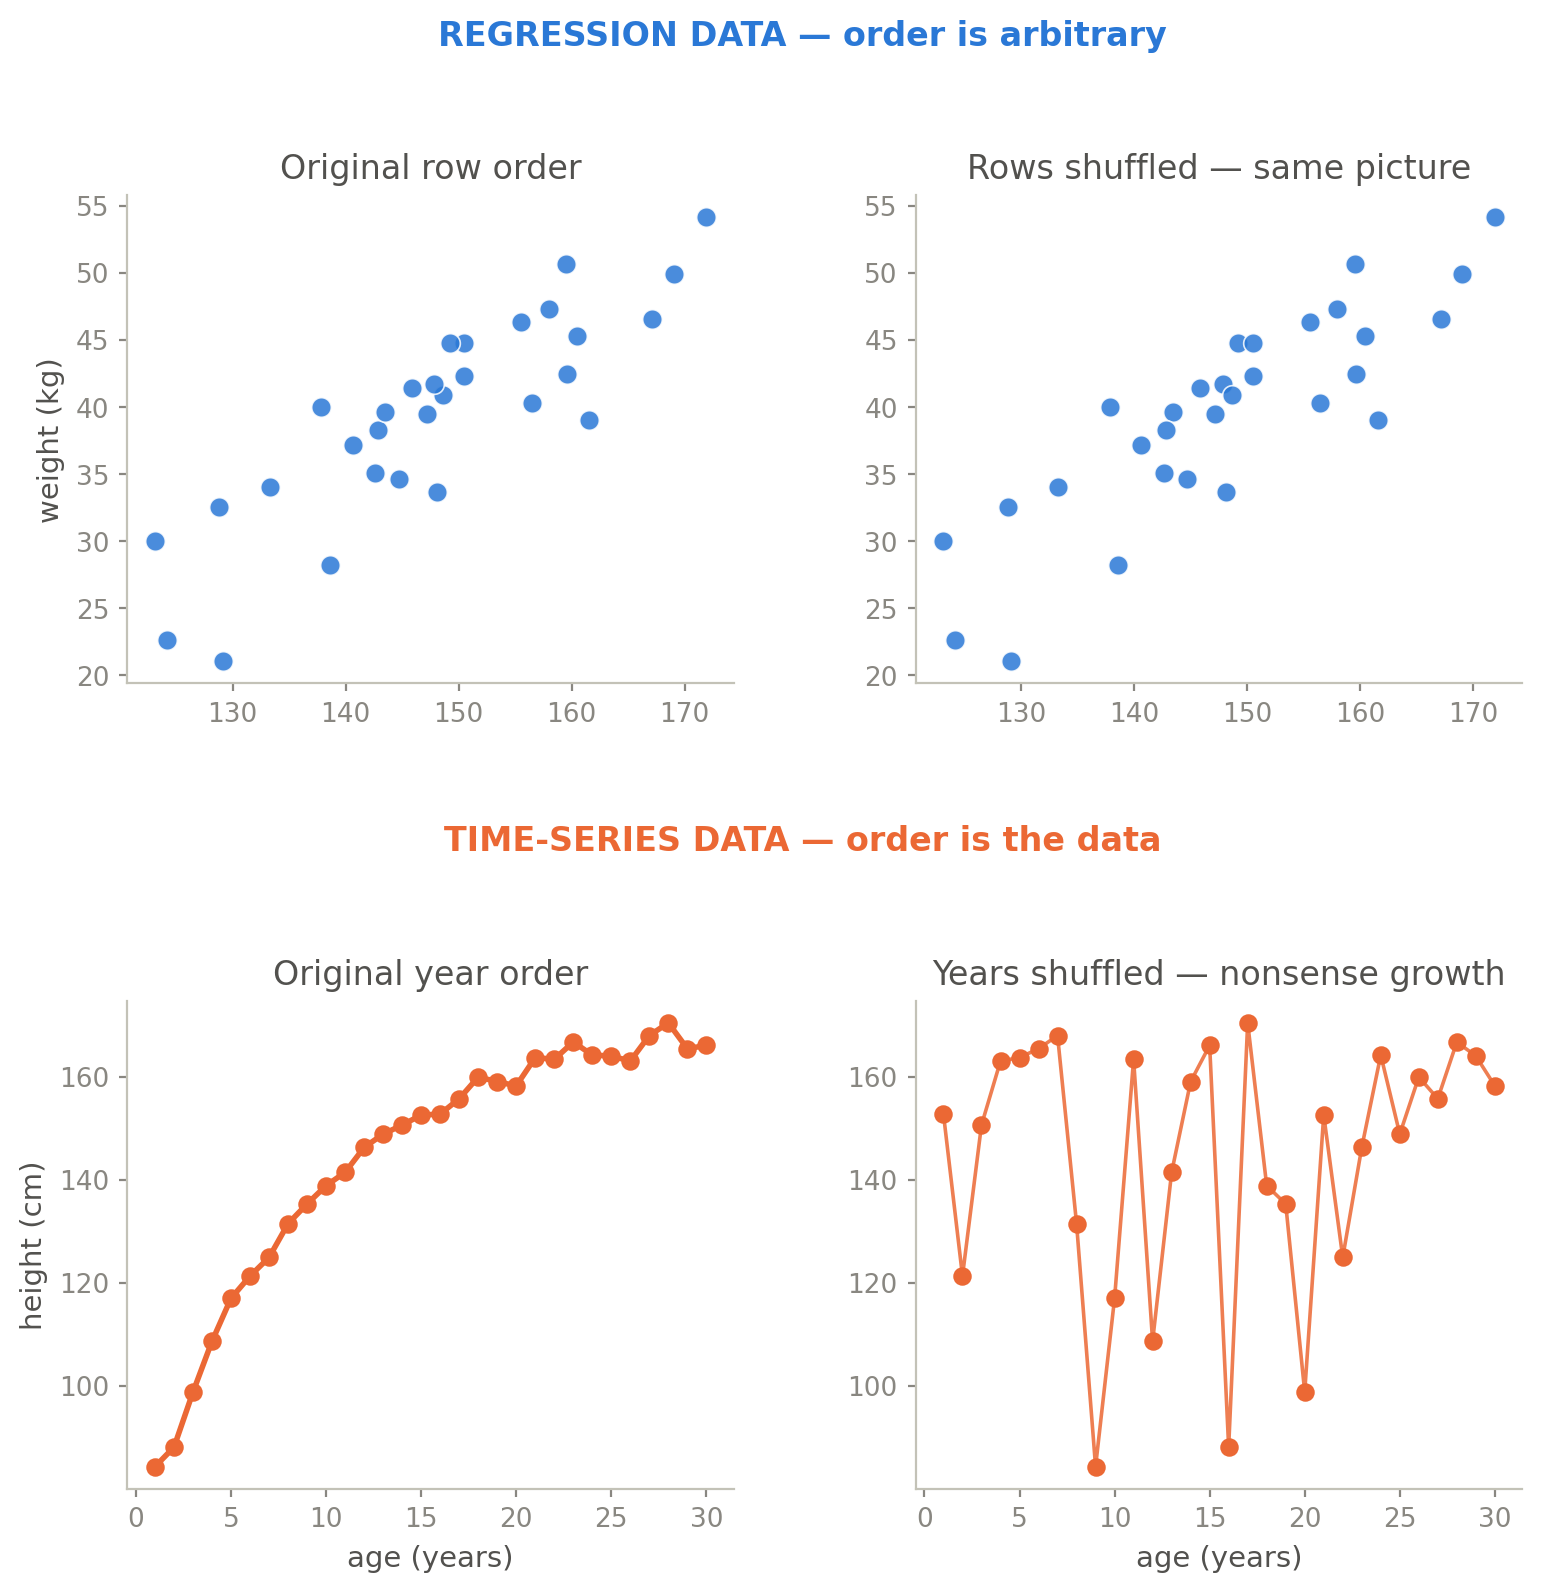 REGRESSION DATA — order is arbitrary
Original row order
Rows shuffled — same picture
weight (kg)
55
50
45
40
35
30
25
20
130 140 150 160 170
55
50
45
40
35
30
25
20
130 140 150 160 170
TIME-SERIES DATA — order is the data
Original year order
Years shuffled — nonsense growth
height (cm)
160
140
120
100
0 5 10 15 20 25 30
age (years)
160
140
120
100
0 5 10 15 20 25 30
age (years)